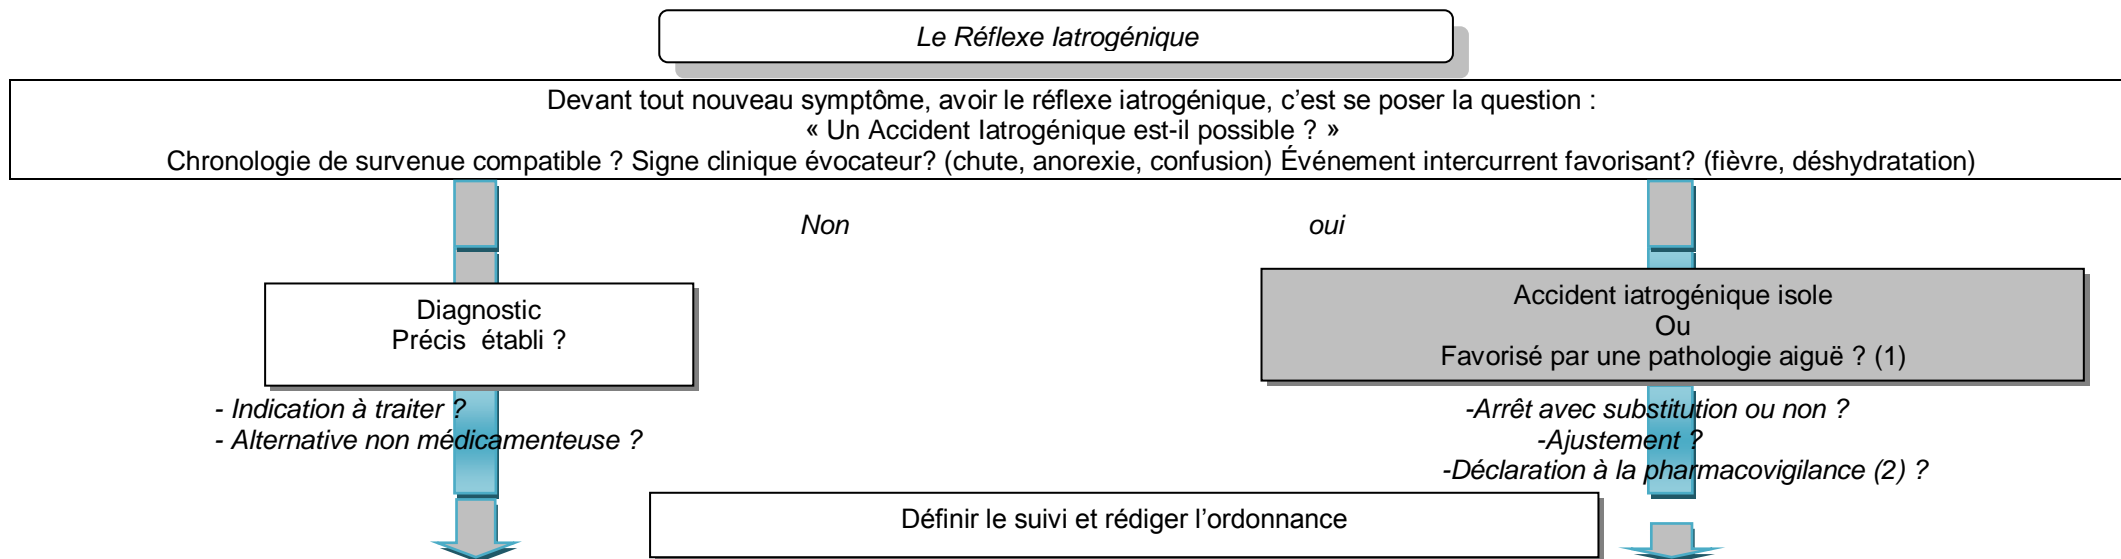 Le Réflexe Iatrogénique
Devant tout nouveau symptôme, avoir le réflexe iatrogénique, c’est se poser la question :
« Un Accident Iatrogénique est-il possible ? »
Chronologie de survenue compatible ? Signe clinique évocateur? (chute, anorexie, confusion) Événement intercurrent favorisant? (fièvre, déshydratation)
Non
oui
Diagnostic
Précis établi ?
- Indication à traiter ?
- Alternative non médicamenteuse ?
Accident iatrogénique isole
Ou
Favorisé par une pathologie aiguë ? (1)
-Arrêt avec substitution ou non ?
-Ajustement ?
-Déclaration à la pharmacovigilance (2) ?
Définir le suivi et rédiger l’ordonnance